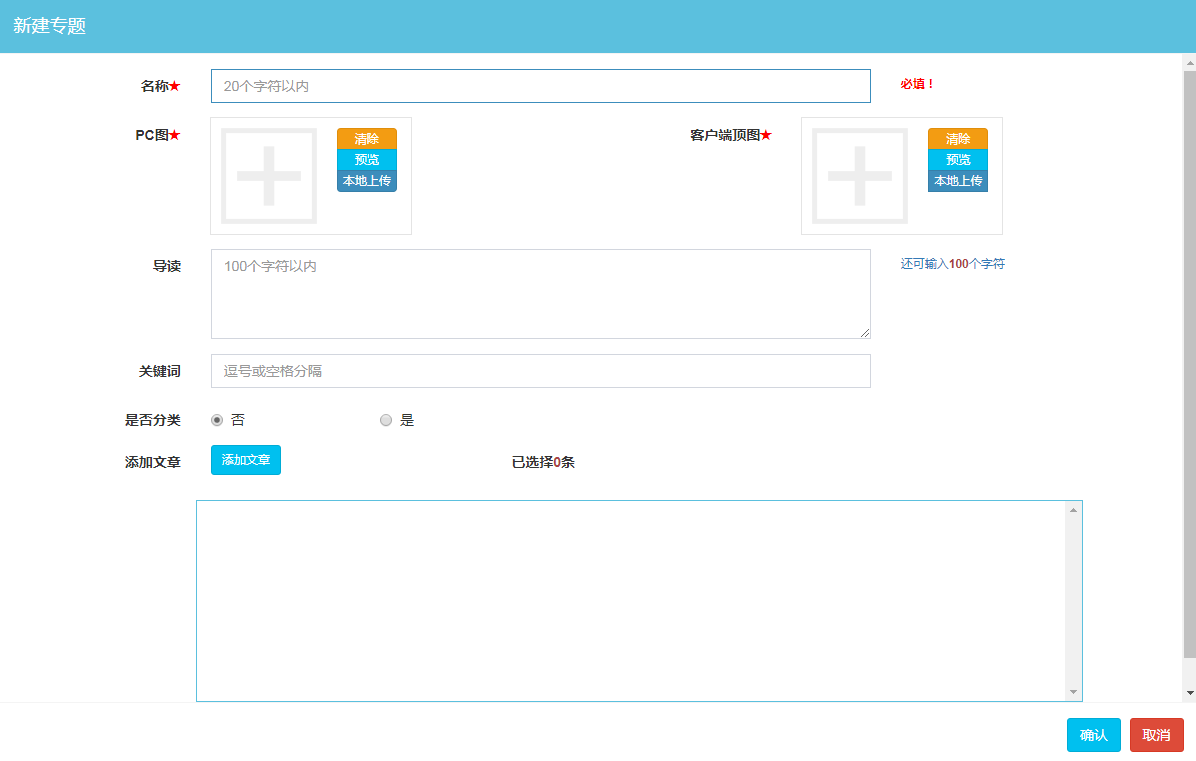 新建专题
名称★ 20个字符以内 必填！
PC图★ 清除 预览 本地上传 客户端顶图★ 清除 预览 本地上传
导读 100个字符以内 还可输入100个字符
关键词 逗号或空格分隔
是否分类 否 是
添加文章 添加文章 已选择0条
确认 取消